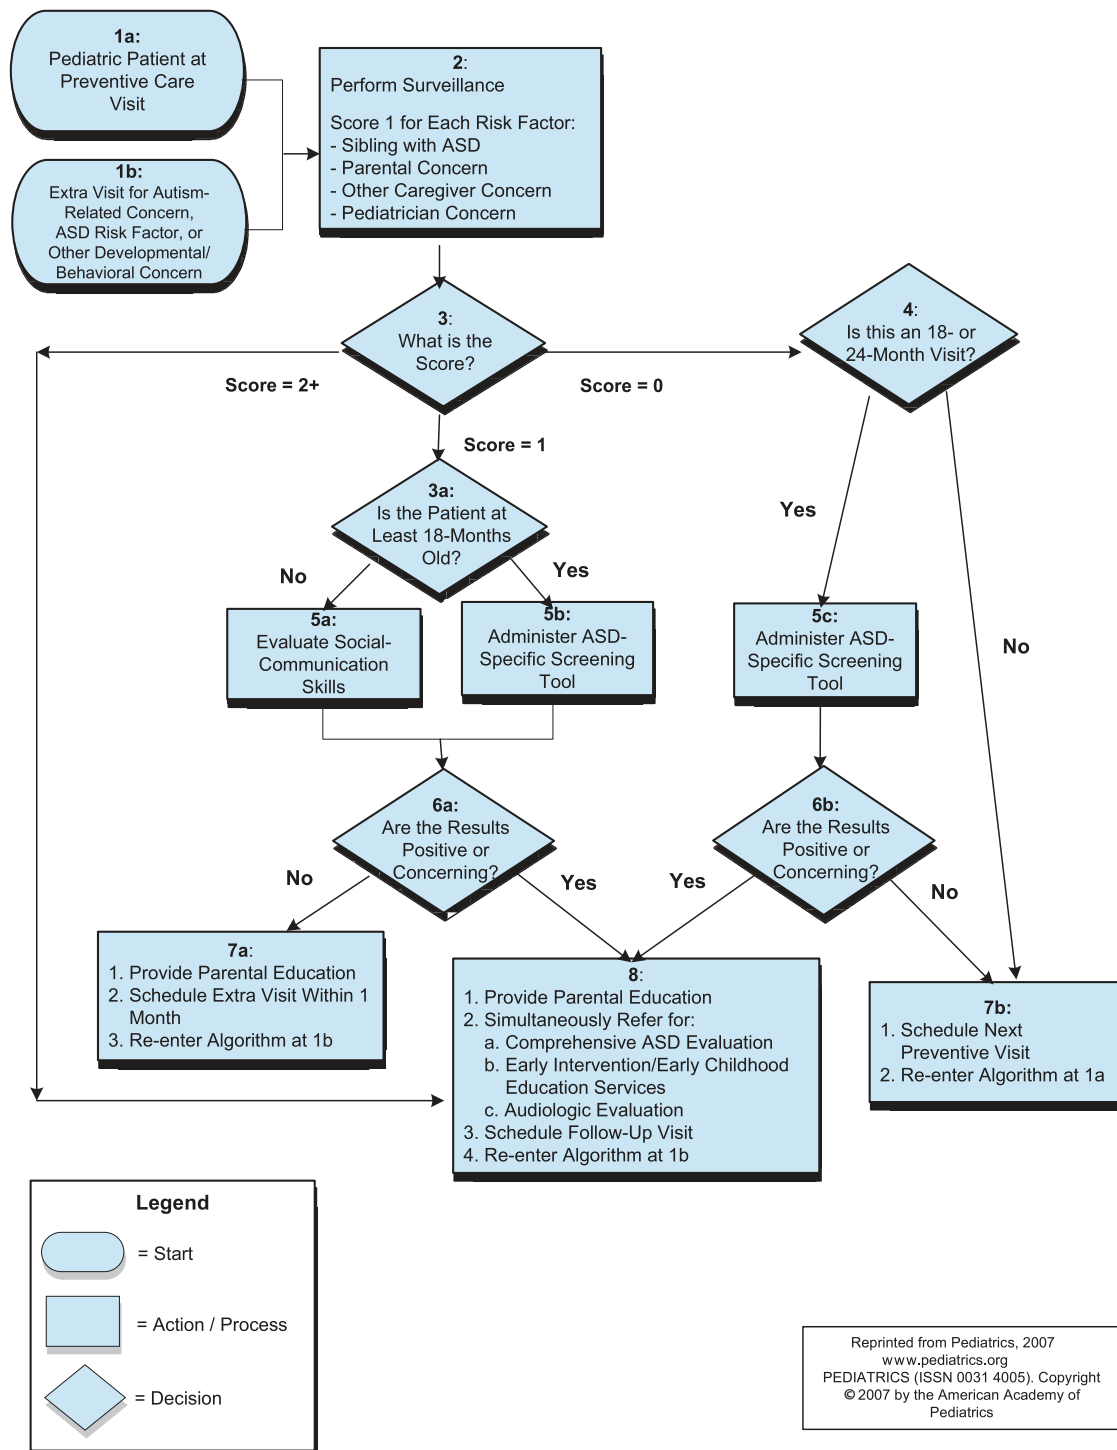 1a:
Pediatric Patient at
Preventive Care
Visit
1b:
Extra Visit for Autism-
Related Concern,
ASD Risk Factor, or
Other Developmental/
Behavioral Concern
2:
Perform Surveillance
Score 1 for Each Risk Factor:
- Sibling with ASD
- Parental Concern
- Other Caregiver Concern
- Pediatrician Concern
3:
What is the
Score?
Score = 2+
Score = 0
Score = 1
4:
Is this an 18- or
24-Month Visit?
Yes
No
3a:
Is the Patient at
Least 18-Months
Old?
No
Yes
5a:
Evaluate Social-
Communication
Skills
5b:
Administer ASD-
Specific Screening
Tool
5c:
Administer ASD-
Specific Screening
Tool
6a:
Are the Results
Positive or
Concerning?
No
Yes
6b:
Are the Results
Positive or
Concerning?
Yes
No
7a:
1. Provide Parental Education
2. Schedule Extra Visit Within 1
Month
3. Re-enter Algorithm at 1b
8:
1. Provide Parental Education
2. Simultaneously Refer for:
a. Comprehensive ASD Evaluation
b. Early Intervention/Early Childhood
Education Services
c. Audiologic Evaluation
3. Schedule Follow-Up Visit
4. Re-enter Algorithm at 1b
7b:
1. Schedule Next
Preventive Visit
2. Re-enter Algorithm at 1a
Legend
= Start
= Action / Process
= Decision
Reprinted from Pediatrics, 2007
www.pediatrics.org
PEDIATRICS (ISSN 0031 4005). Copyright
© 2007 by the American Academy of
Pediatrics